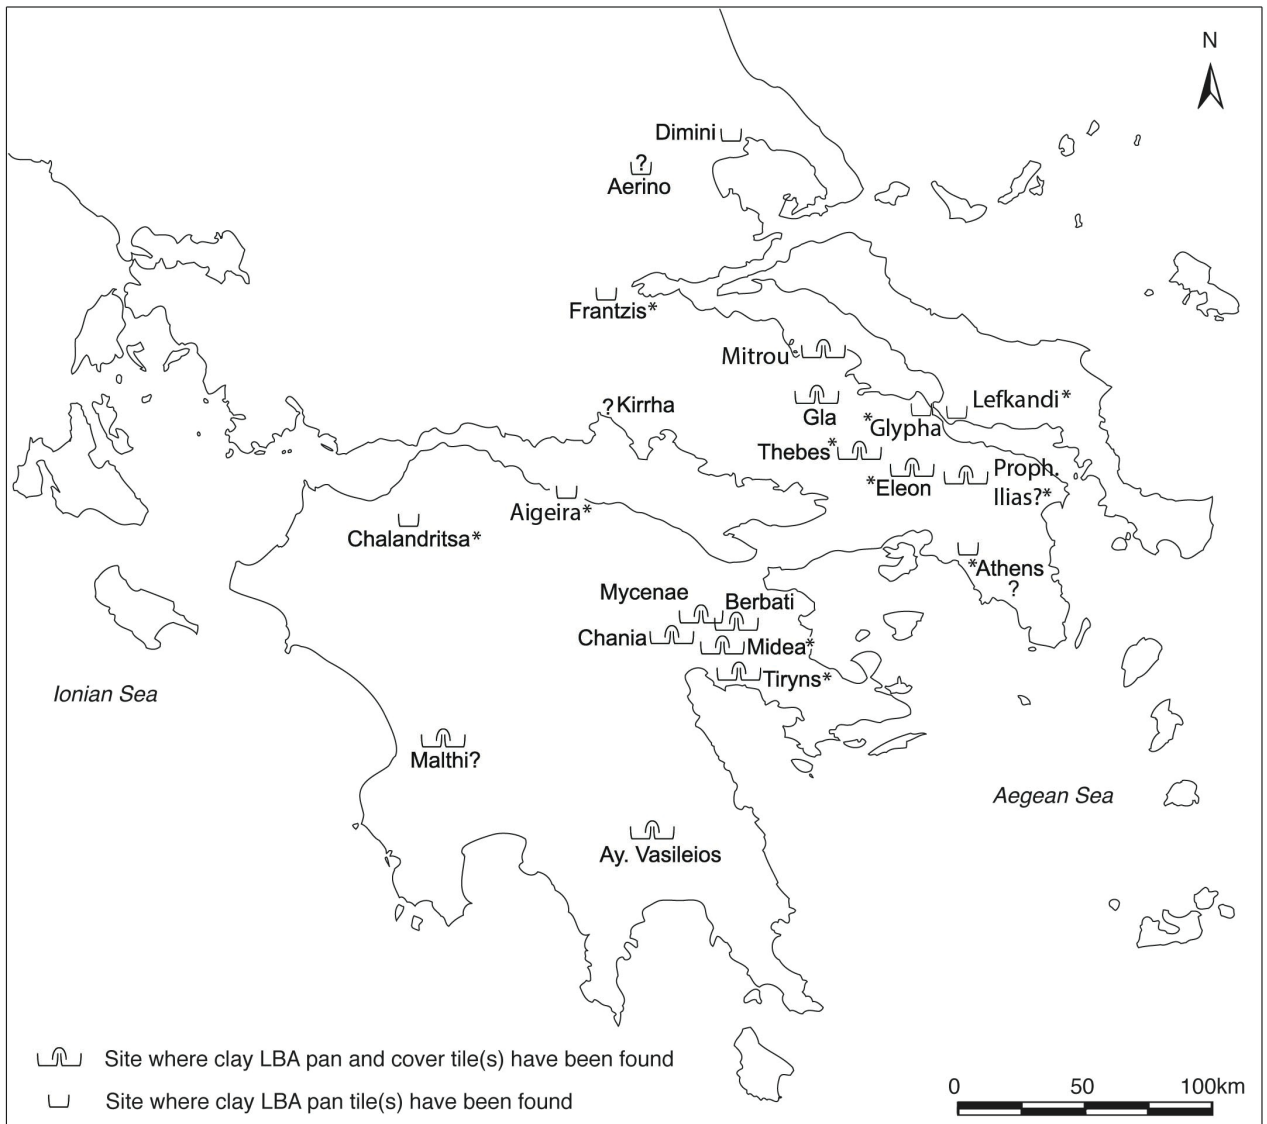 N
Dimini
?
Aerino
Frantzis*
Mitrou
Gla
Lefkandi*
*Glypha
? Kirrha
Thebes*
*Eleon
Proph.
Ilias?*
Aigeira*
Chalandritsa*
*Athens
?
Mycenae
Berbati
Chania
Midea*
Tiryns*
Ionian Sea
Malthi?
Aegean Sea
Ay. Vasileios
Site where clay LBA pan and cover tile(s) have been found
Site where clay LBA pan tile(s) have been found
0 50 100km